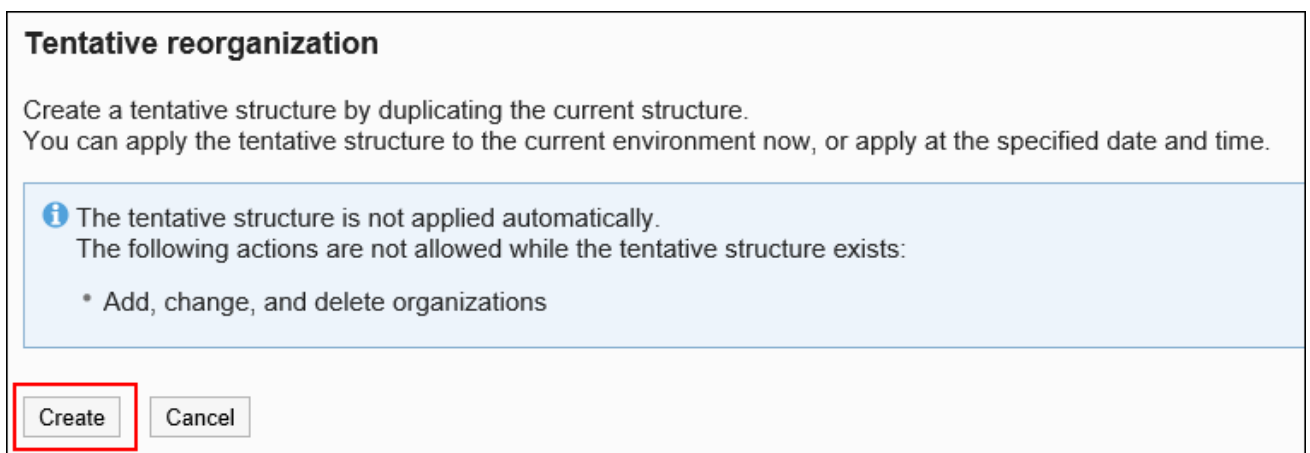 Tentative reorganization
Create a tentative structure by duplicating the current structure.
You can apply the tentative structure to the current environment now, or apply at the specified date and time.
The tentative structure is not applied automatically.
The following actions are not allowed while the tentative structure exists:
• Add, change, and delete organizations
Create Cancel